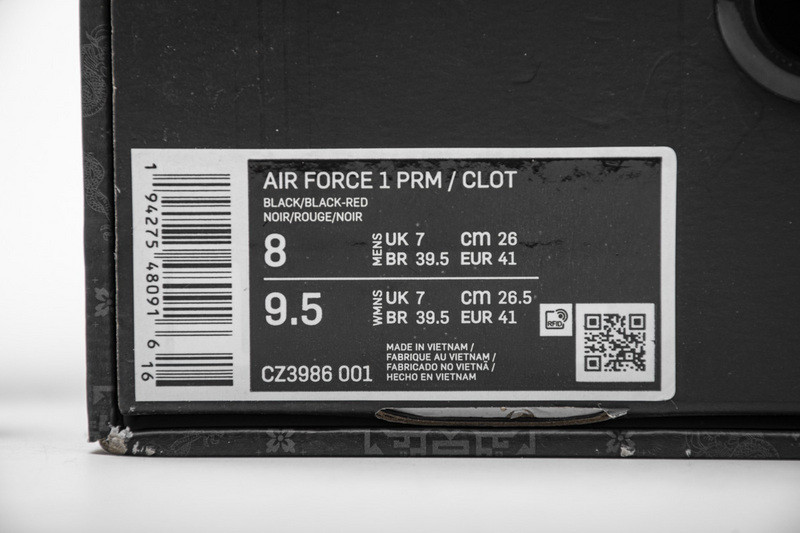 1 94275 48091 6 16
AIR FORCE 1 PRM / CLOT
BLACK/BLACK-RED
NOIR/ROUGE/NOIR
8 MENS UK 7 cm 26
BR 39.5 EUR 41
9.5 WMNS UK 7 cm 26.5
BR 39.5 EUR 41
RFID
MADE IN VIETNAM /
FABRIQUE AU VIETNAM /
FABRICADO NO VIETNÃ /
HECHO EN VIETNAM
CZ3986 001